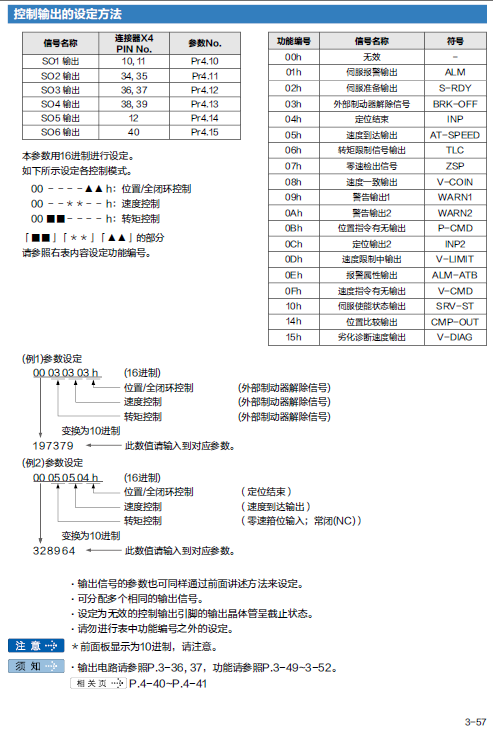 控制输出的设定方法
信号名称 连接器X4 PIN No. 参数No.
SO1 输出 10, 11 Pr4.10
SO2 输出 34, 35 Pr4.11
SO3 输出 36, 37 Pr4.12
SO4 输出 38, 39 Pr4.13
SO5 输出 12 Pr4.14
SO6 输出 40 Pr4.15
本参数用16进制进行设定。
如下所示设定各控制模式。
00 - - - - ▲▲ h：位置/全闭环控制
00 - - ＊＊ - - h：速度控制
00 ■■ - - - - h：转矩控制
「■■」「＊＊」「▲▲」的部分
请参照右表内容设定功能编号。
功能编号 信号名称 符号
00h 无效 -
01h 伺服报警输出 ALM
02h 伺服准备输出 S-RDY
03h 外部制动器解除信号 BRK-OFF
04h 定位结束 INP
05h 速度到达输出 AT-SPEED
06h 转矩限制信号输出 TLC
07h 零速检出信号 ZSP
08h 速度一致输出 V-COIN
09h 警告输出1 WARN1
0Ah 警告输出2 WARN2
0Bh 位置指令有无输出 P-CMD
0Ch 定位输出2 INP2
0Dh 速度限制中输出 V-LIMIT
0Eh 报警属性输出 ALM-ATB
0Fh 速度指令有无输出 V-CMD
10h 伺服使能状态输出 SRV-ST
14h 位置比较输出 CMP-OUT
15h 劣化诊断速度输出 V-DIAG
(例1)参数设定
00 03 03 03 h (16进制)
位置/全闭环控制 (外部制动器解除信号)
速度控制 (外部制动器解除信号)
转矩控制 (外部制动器解除信号)
变换为10进制
197379 此数值请输入到对应参数。
(例2)参数设定
00 05 05 04 h (16进制)
位置/全闭环控制 (定位结束)
速度控制 (速度到达输出)
转矩控制 (零速箝位输入；常闭(NC))
变换为10进制
328964 此数值请输入到对应参数。
・输出信号的参数也可同样通过前面讲述方法来设定。
・可分配多个相同的输出信号。
・设定为无效的控制输出引脚的输出晶体管呈截止状态。
・请勿进行表中功能编号之外的设定。
注意 ＊前面板显示为10进制，请注意。
须知 ・输出电路请参照P.3-36, 37，功能请参照P.3-49~3-52。
相关页 P.4-40~P.4-41
3-57